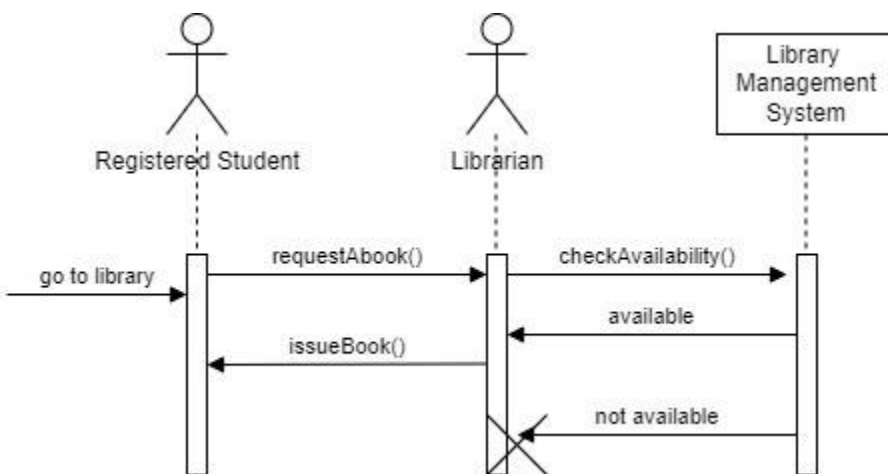 Library
Management
System
Registered Student
Librarian
requestAbook()
checkAvailability()
go to library
available
issueBook()
not available